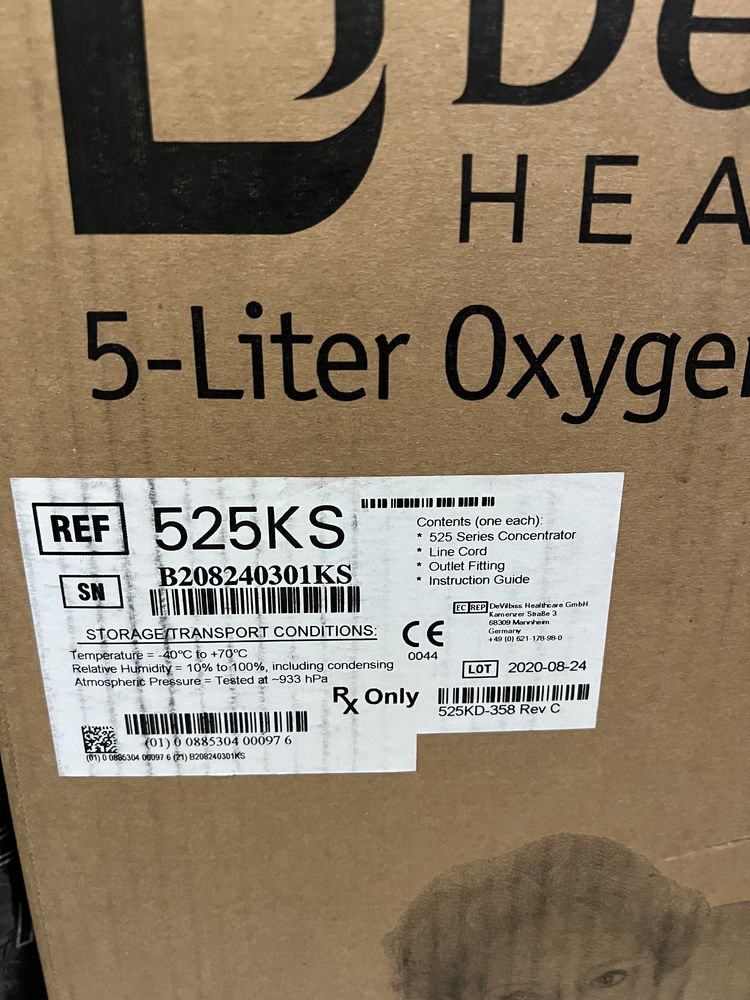 De
HEA
5-Liter Oxyge
REF 525KS
SN B208240301KS
STORAGE/TRANSPORT CONDITIONS:
Temperature = -40°C to +70°C
Relative Humidity = 10% to 100%, including condensing
Atmospheric Pressure = Tested at ~933 hPa
(01) 0 0885304 00097 6
(01) 0 0885304 00097 6 (21) B208240301KS
Contents (one each):
* 525 Series Concentrator
* Line Cord
* Outlet Fitting
* Instruction Guide
CE
0044
EC REP DeVilbiss Healthcare GmbH
Kamenzer Straße 3
68309 Mannheim
Germany
+49 (0) 621-178-98-0
LOT 2020-08-24
Rx Only
525KD-358 Rev C